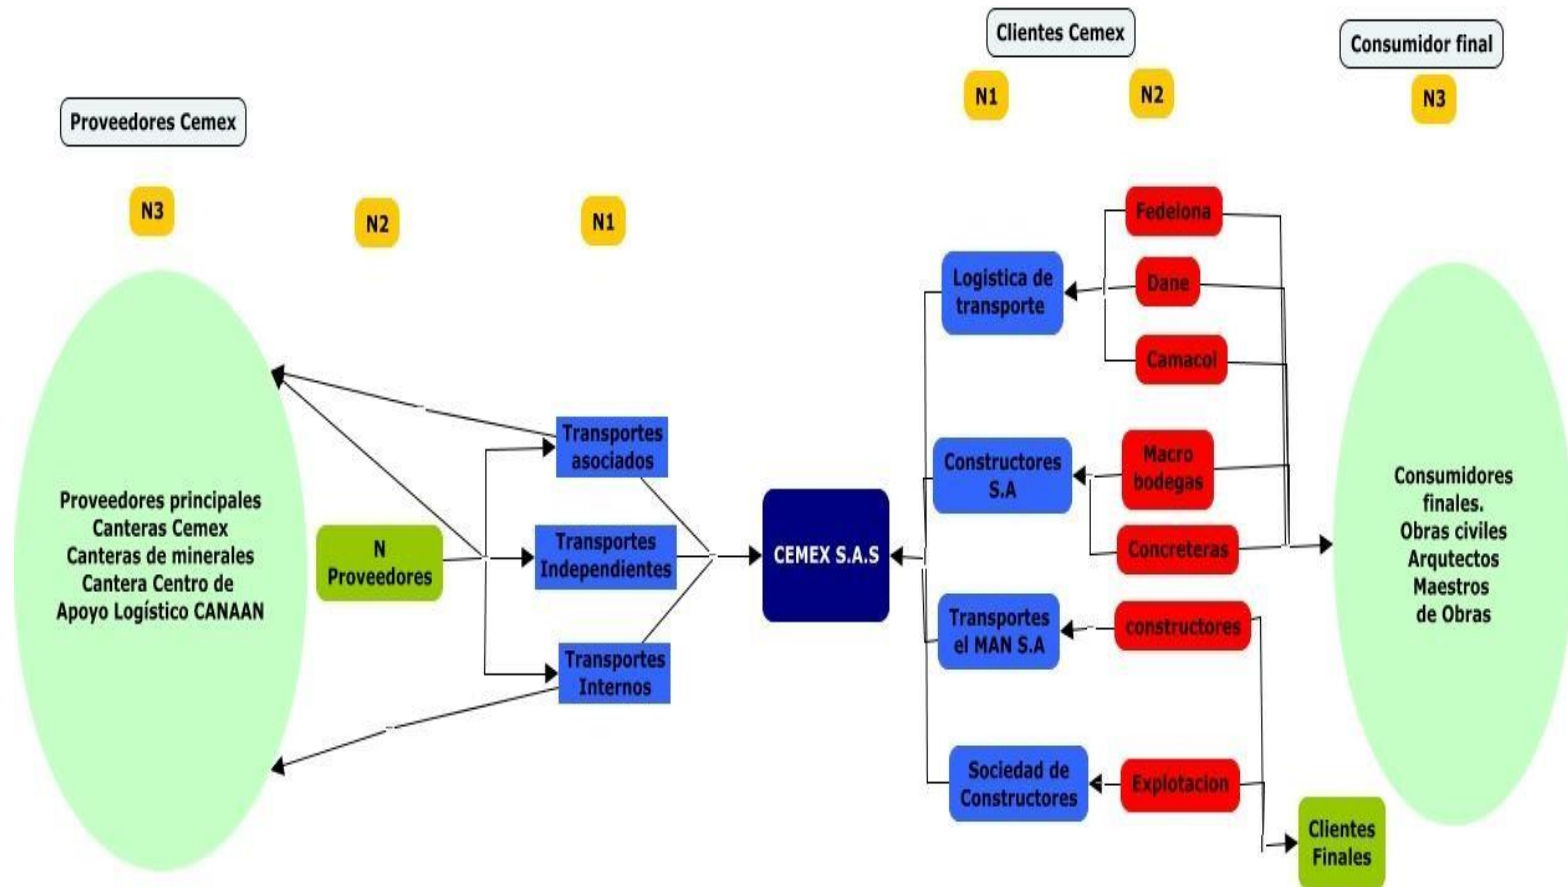 Clientes Cemex
Consumidor final
N1
N2
N3
Proveedores Cemex
N3
N2
N1
Proveedores principales
Canteras Cemex
Canteras de minerales
Cantera Centro de
Apoyo Logístico CANAAN
N
Proveedores
Transportes
asociados
Transportes
Independientes
Transportes
Internos
CEMEX S.A.S
Logistica de
transporte
Constructores
S.A
Transportes
el MAN S.A
Sociedad de
Constructores
Fedelona
Dane
Camacol
Macro
bodegas
Concreteras
constructores
Explotacion
Consumidores
finales.
Obras civiles
Arqutectos
Maestros
de Obras
Clientes
Finales